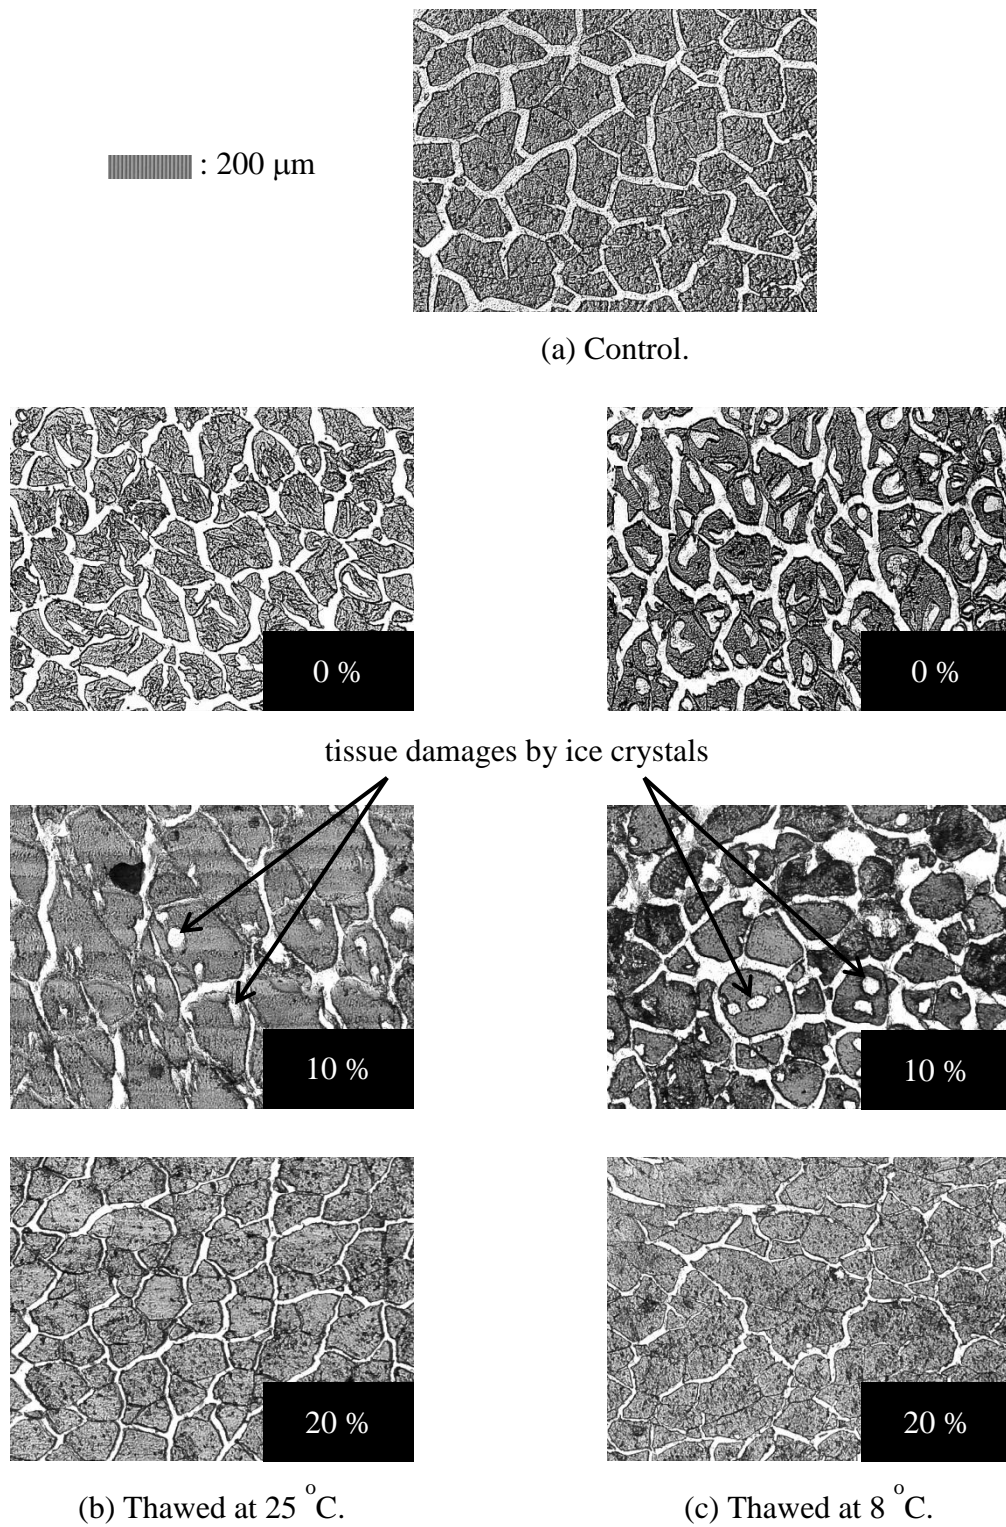 : 200 μm
(a) Control.
0 %
0 %
tissue damages by ice crystals
10 %
10 %
20 %
20 %
(b) Thawed at 25 °C.
(c) Thawed at 8 °C.